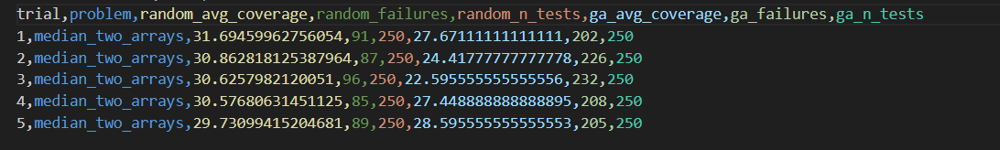 trial,problem,random_avg_coverage,random_failures,random_n_tests,ga_avg_coverage,ga_failures,ga_n_tests
1,median_two_arrays,31.69459962756054,91,250,27.67111111111111,202,250
2,median_two_arrays,30.862818125387964,87,250,24.41777777777778,226,250
3,median_two_arrays,30.6257982120051,96,250,22.595555555555556,232,250
4,median_two_arrays,30.57680631451125,85,250,27.448888888888895,208,250
5,median_two_arrays,29.73099415204681,89,250,28.595555555555553,205,250